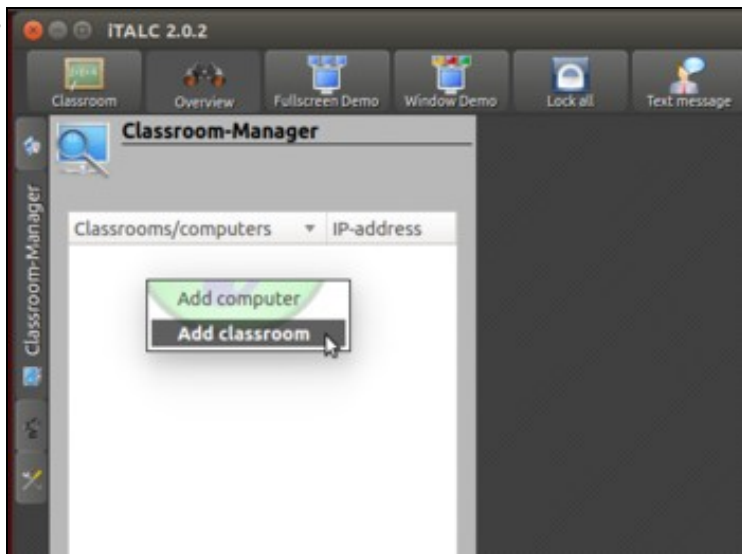 iTALC 2.0.2
Classroom
Overview
Fullscreen Demo
Window Demo
Lock all
Text message
Classroom-Manager
Classroom-Manager
Classrooms/computers
IP-address
Add computer
Add classroom